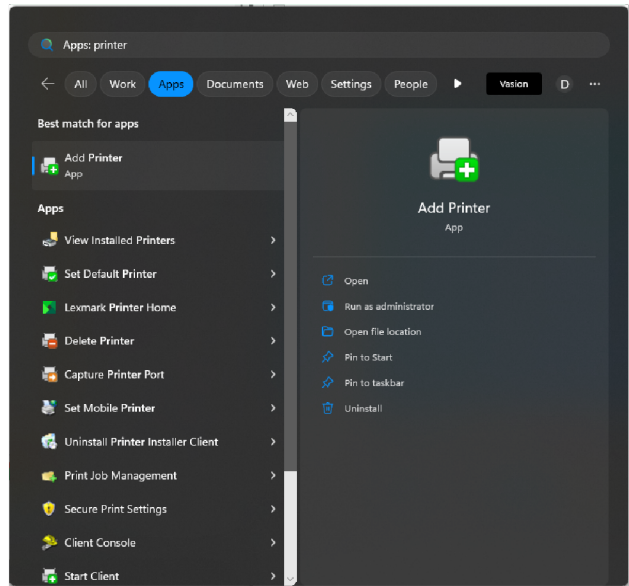 Apps: printer
All Work Apps Documents Web Settings People Vasion D ...
Best match for apps
Add Printer
App
Apps
View Installed Printers
Set Default Printer
Lexmark Printer Home
Delete Printer
Capture Printer Port
Set Mobile Printer
Uninstall Printer Installer Client
Print Job Management
Secure Print Settings
Client Console
Start Client
Add Printer
App
Open
Run as administrator
Open file location
Pin to Start
Pin to taskbar
Uninstall